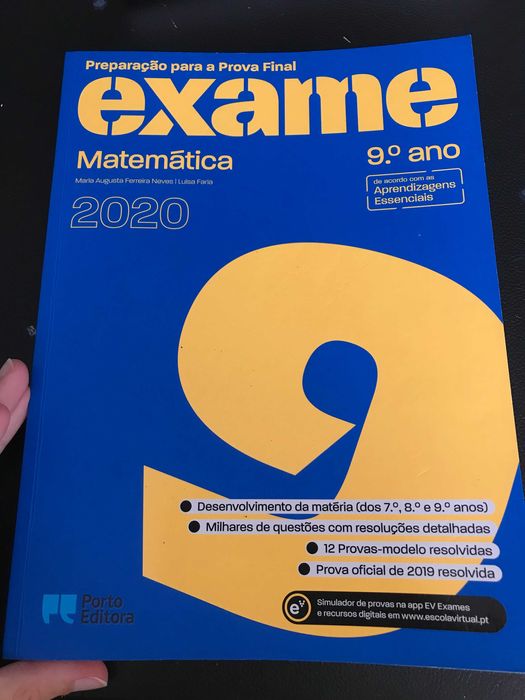 Preparação para a Prova Final
exame
Matemática
9.º ano
Maria Augusta Ferreira Neves | Luísa Faria
de acordo com as
Aprendizagens
Essenciais
2020
9
Desenvolvimento da matéria (dos 7.º, 8.º e 9.º anos)
Milhares de questões com resoluções detalhadas
12 Provas-modelo resolvidas
Prova oficial de 2019 resolvida
Porto
Editora
ev
Simulador de provas na app EV Exames
e recursos digitais em www.escolavirtual.pt